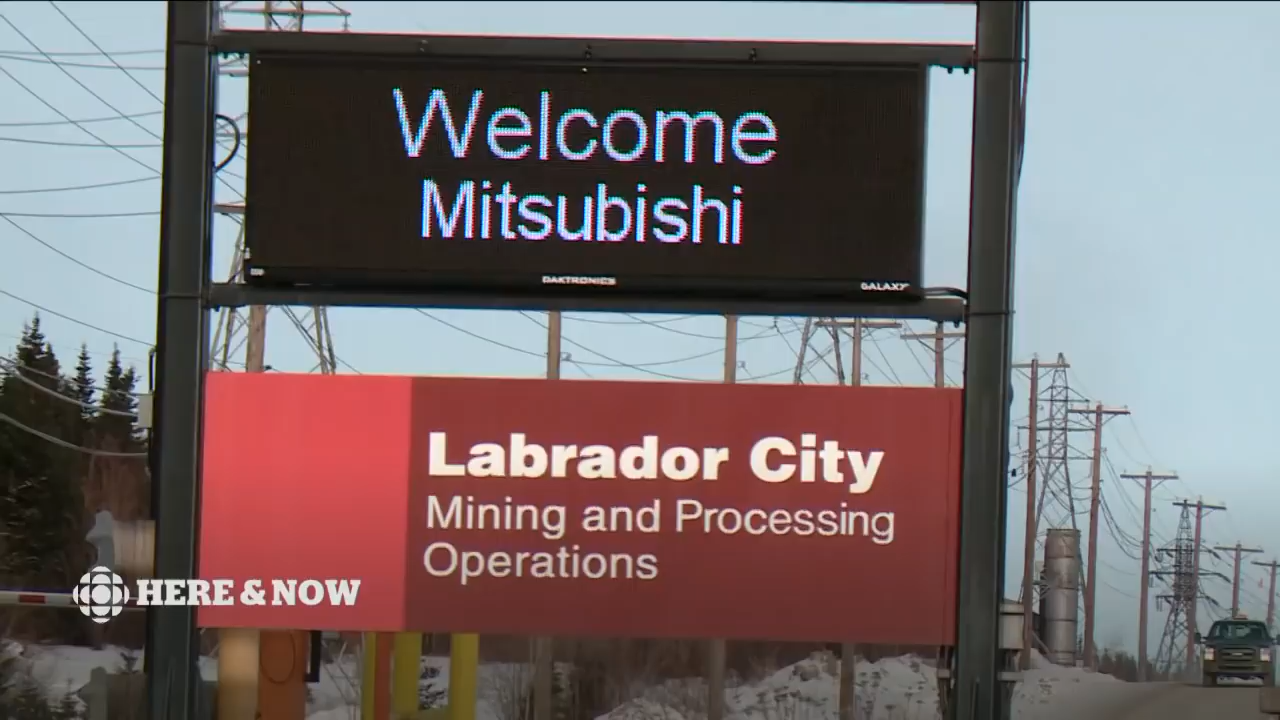 Welcome
Mitsubishi
DAKTRONICS
GALAXY
Labrador City
Mining and Processing
Operations
HERE & NOW